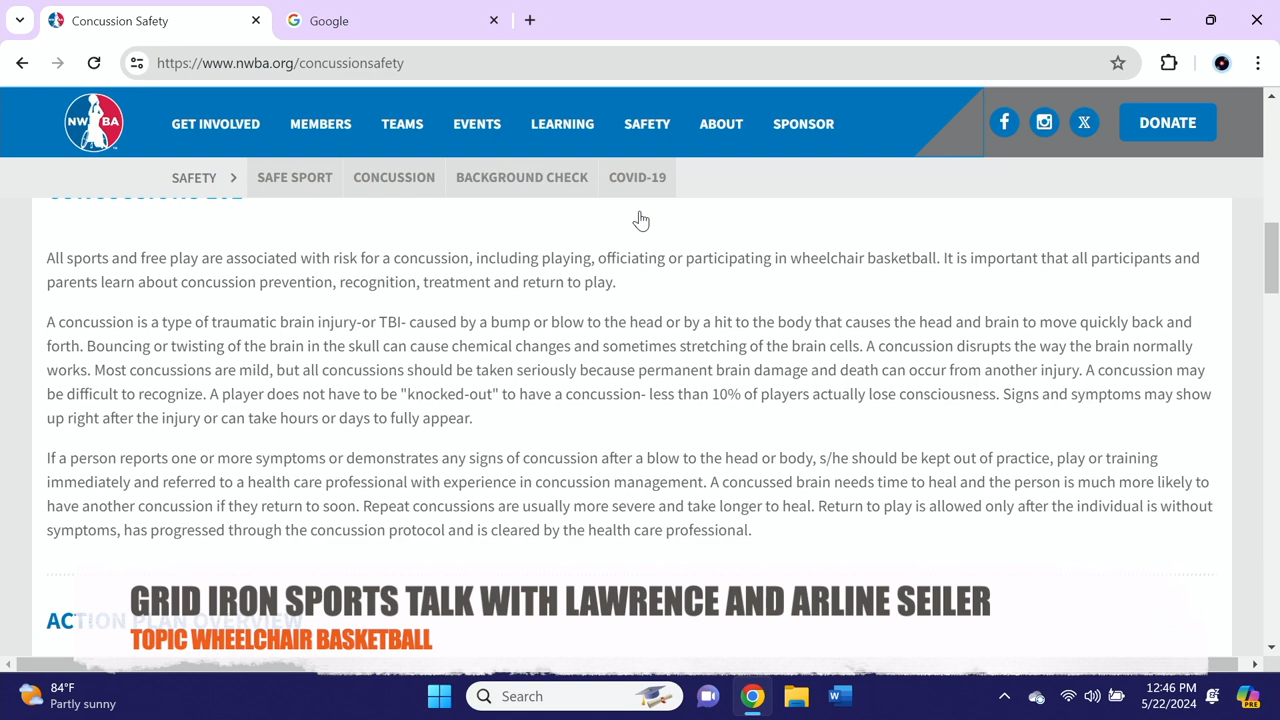 Concussion Safety
Google
https://www.nwba.org/concussionsafety
NWBA
GET INVOLVED MEMBERS TEAMS EVENTS LEARNING SAFETY ABOUT SPONSOR DONATE
SAFETY SAFE SPORT CONCUSSION BACKGROUND CHECK COVID-19
All sports and free play are associated with risk for a concussion, including playing, officiating or participating in wheelchair basketball. It is important that all participants and
parents learn about concussion prevention, recognition, treatment and return to play.
A concussion is a type of traumatic brain injury-or TBI- caused by a bump or blow to the head or by a hit to the body that causes the head and brain to move quickly back and
forth. Bouncing or twisting of the brain in the skull can cause chemical changes and sometimes stretching of the brain cells. A concussion disrupts the way the brain normally
works. Most concussions are mild, but all concussions should be taken seriously because permanent brain damage and death can occur from another injury. A concussion may
be difficult to recognize. A player does not have to be "knocked-out" to have a concussion- less than 10% of players actually lose consciousness. Signs and symptoms may show
up right after the injury or can take hours or days to fully appear.
If a person reports one or more symptoms or demonstrates any signs of concussion after a blow to the head or body, s/he should be kept out of practice, play or training
immediately and referred to a health care professional with experience in concussion management. A concussed brain needs time to heal and the person is much more likely to
have another concussion if they return to soon. Repeat concussions are usually more severe and take longer to heal. Return to play is allowed only after the individual is without
symptoms, has progressed through the concussion protocol and is cleared by the health care professional.
GRID IRON SPORTS TALK WITH LAWRENCE AND ARLINE SEILER
ACTION PLAN OVERVIEW
TOPIC WHEELCHAIR BASKETBALL
84°F
Partly sunny
Search
12:46 PM
5/22/2024
PRE